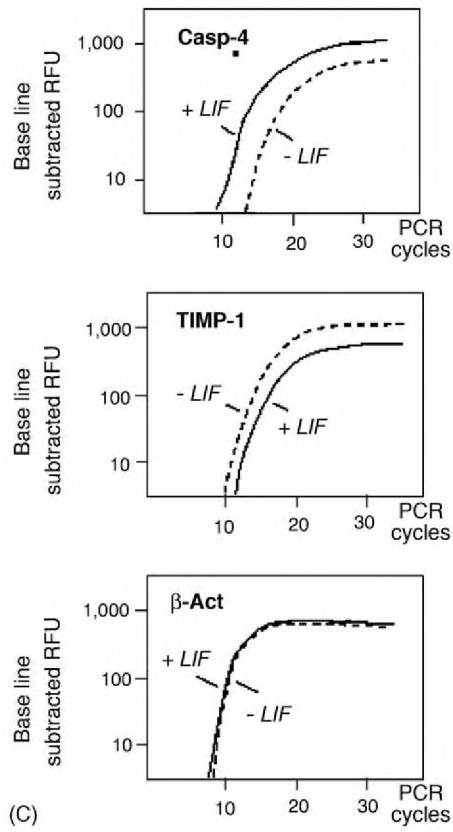 Casp-4
1,000
100
10
Base line
subtracted RFU
+ LIF
- LIF
10
20
30
PCR
cycles
TIMP-1
1,000
100
10
Base line
subtracted RFU
- LIF
+ LIF
10
20
30
PCR
cycles
β-Act
1,000
100
10
Base line
subtracted RFU
+ LIF
- LIF
10
20
30
PCR
cycles
(C)